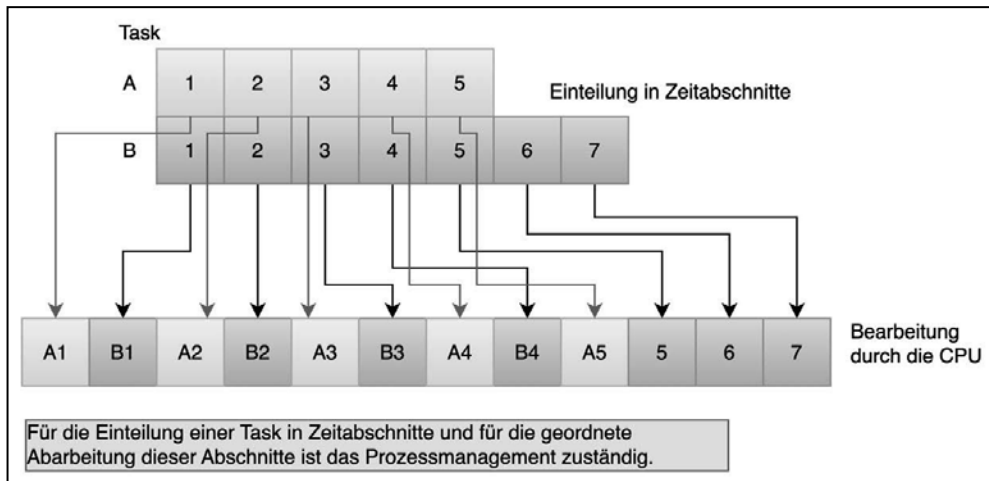 Task
A 1 2 3 4 5
Einteilung in Zeitabschnitte
B 1 2 3 4 5 6 7
A1 B1 A2 B2 A3 B3 A4 B4 A5 5 6 7
Bearbeitung
durch die CPU
Für die Einteilung einer Task in Zeitabschnitte und für die geordnete
Abarbeitung dieser Abschnitte ist das Prozessmanagement zuständig.